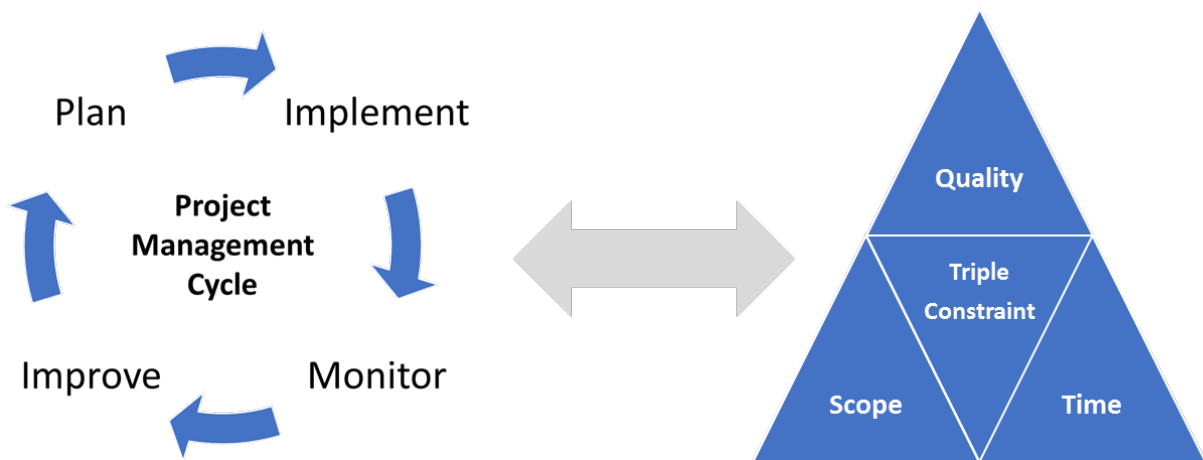 Plan
Implement
Project
Management
Cycle
Improve
Monitor
Quality
Triple
Constraint
Scope
Time